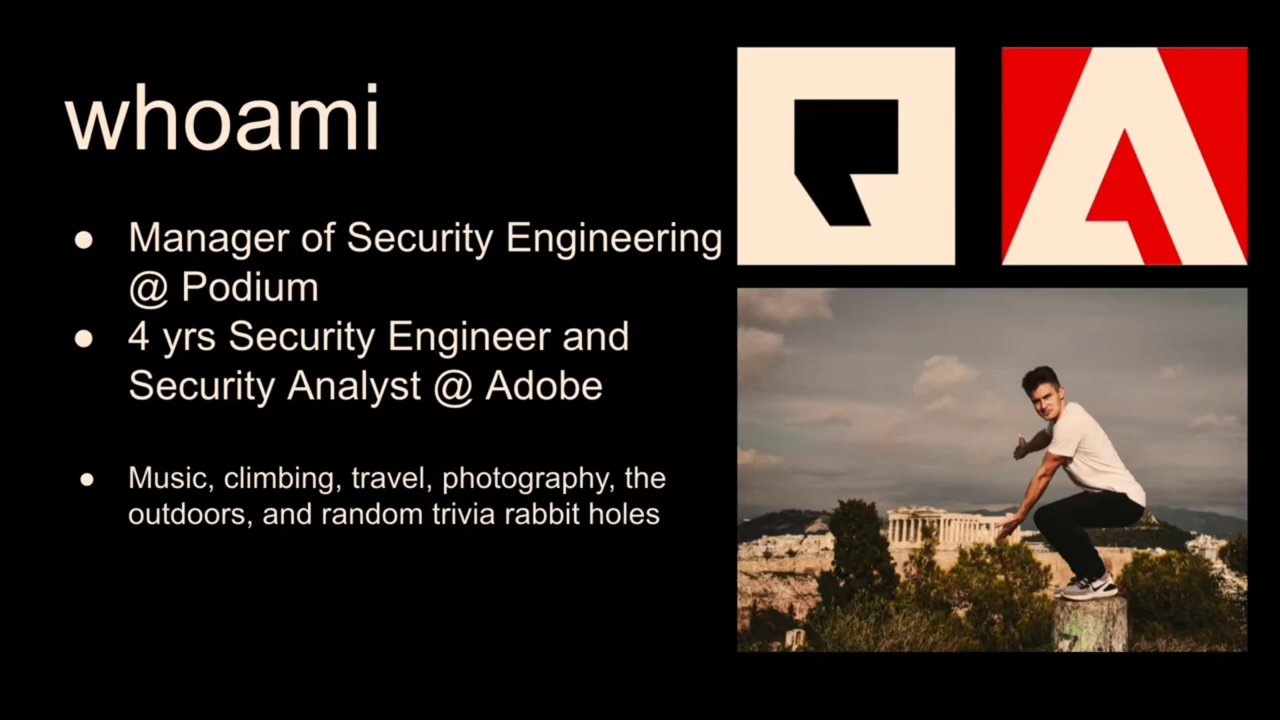 whoami
● Manager of Security Engineering
@ Podium
● 4 yrs Security Engineer and
Security Analyst @ Adobe
● Music, climbing, travel, photography, the
outdoors, and random trivia rabbit holes